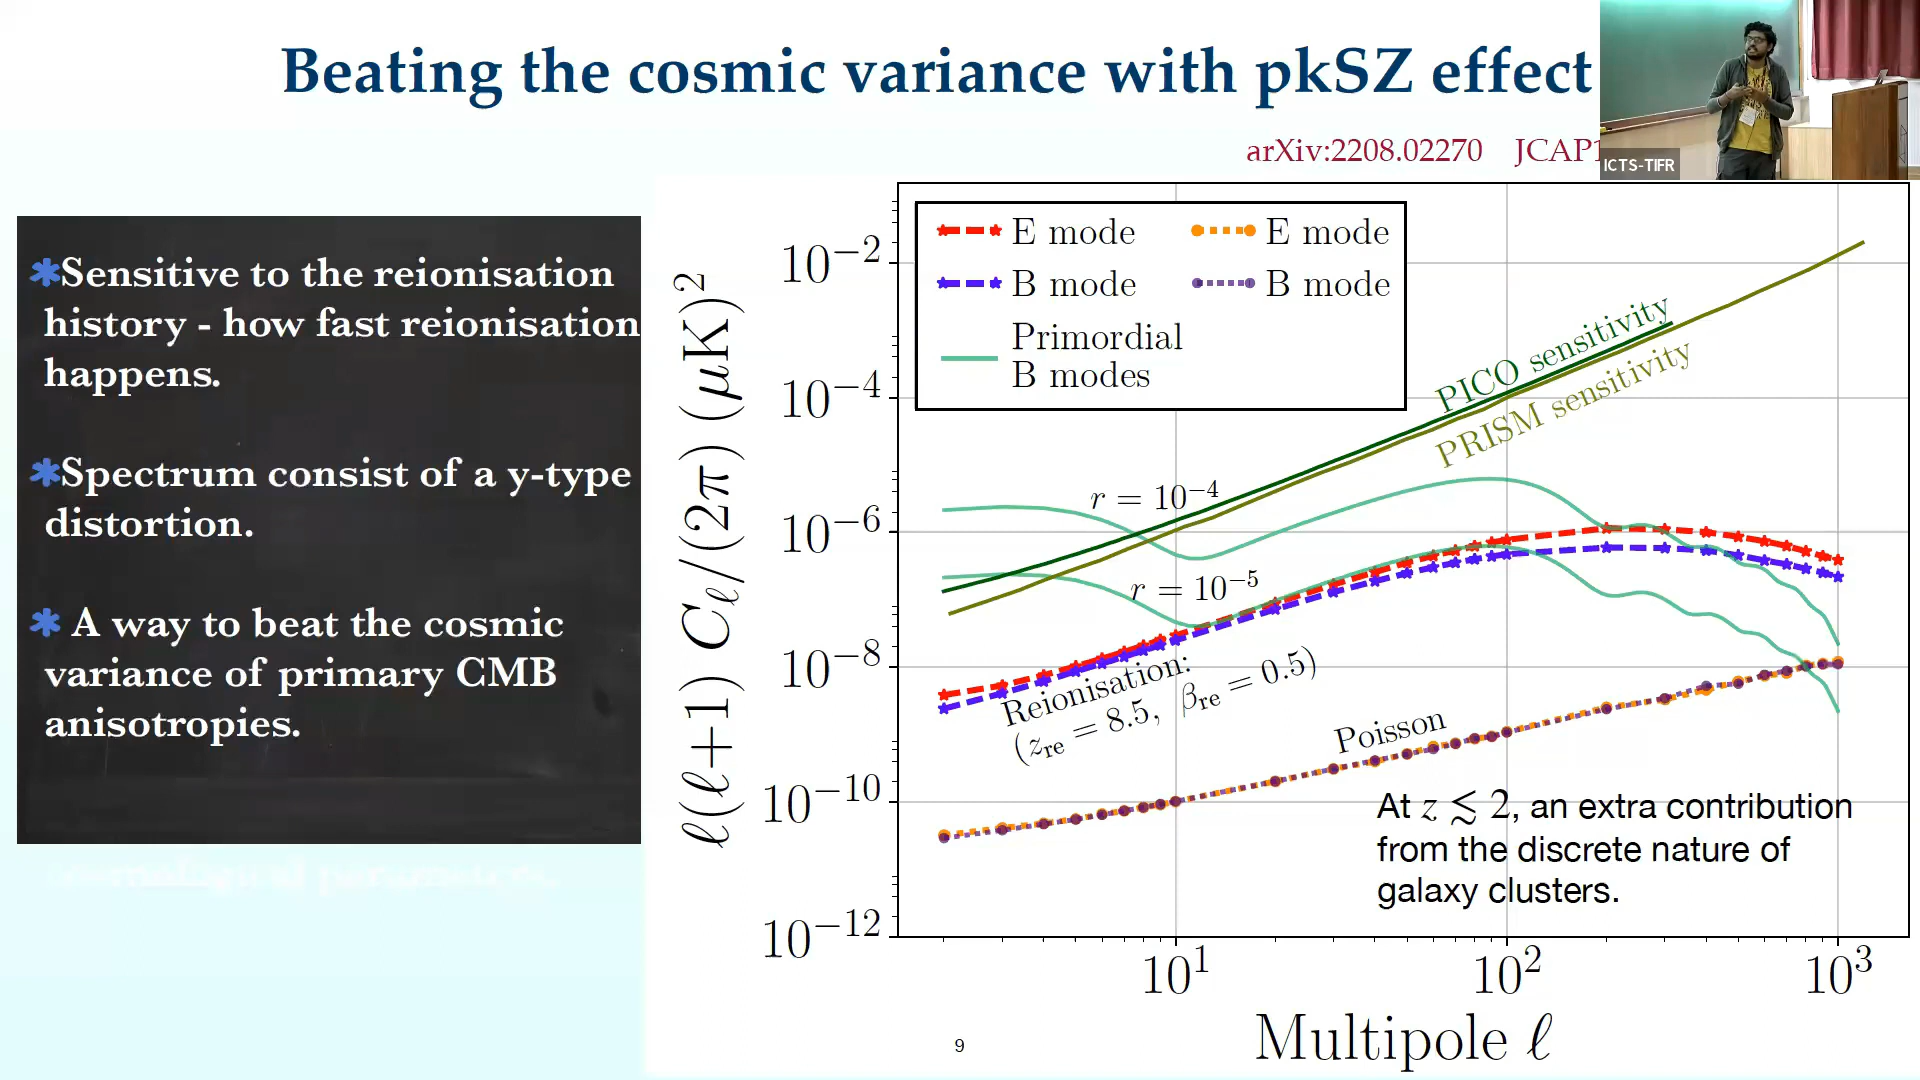 Beating the cosmic variance with pkSZ effect
arXiv:2208.02270 JCAP
ICTS-TIFR
*Sensitive to the reionisation
history - how fast reionisation
happens.
*Spectrum consist of a y-type
distortion.
* A way to beat the cosmic
variance of primary CMB
anisotropies.
E mode
E mode
B mode
B mode
Primordial
B modes
ℓ(ℓ+1) C_ℓ/(2π) (μK)²
10⁻²
10⁻⁴
10⁻⁶
10⁻⁸
10⁻¹⁰
10⁻¹²
PICO sensitivity
PRISM sensitivity
r = 10⁻⁴
r = 10⁻⁵
Reionisation:
(z_re = 8.5, β_re = 0.5)
Poisson
At z ≲ 2, an extra contribution
from the discrete nature of
galaxy clusters.
10¹
10²
10³
Multipole ℓ
9